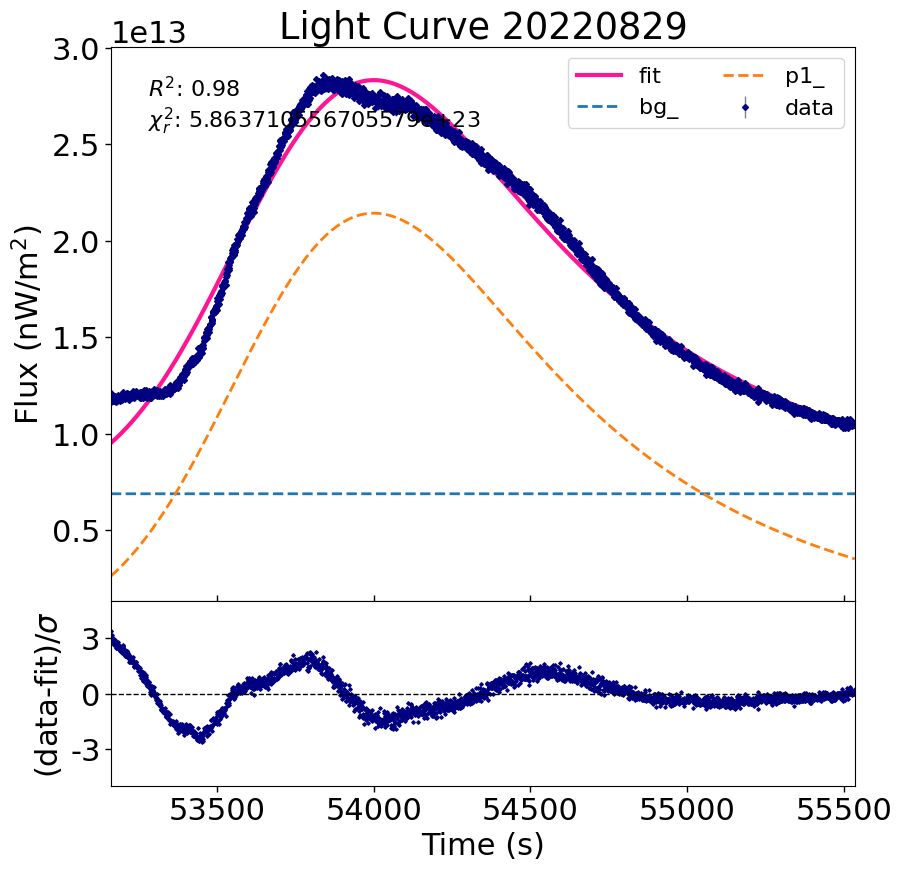 Light Curve 20220829
1e13
R²: 0.98
χ²ᵣ: 5.863710556705579e+23
fit
bg_
p1_
data
Flux (nW/m²)
3.0
2.5
2.0
1.5
1.0
0.5
(data-fit)/σ
3
0
-3
53500 54000 54500 55000 55500
Time (s)